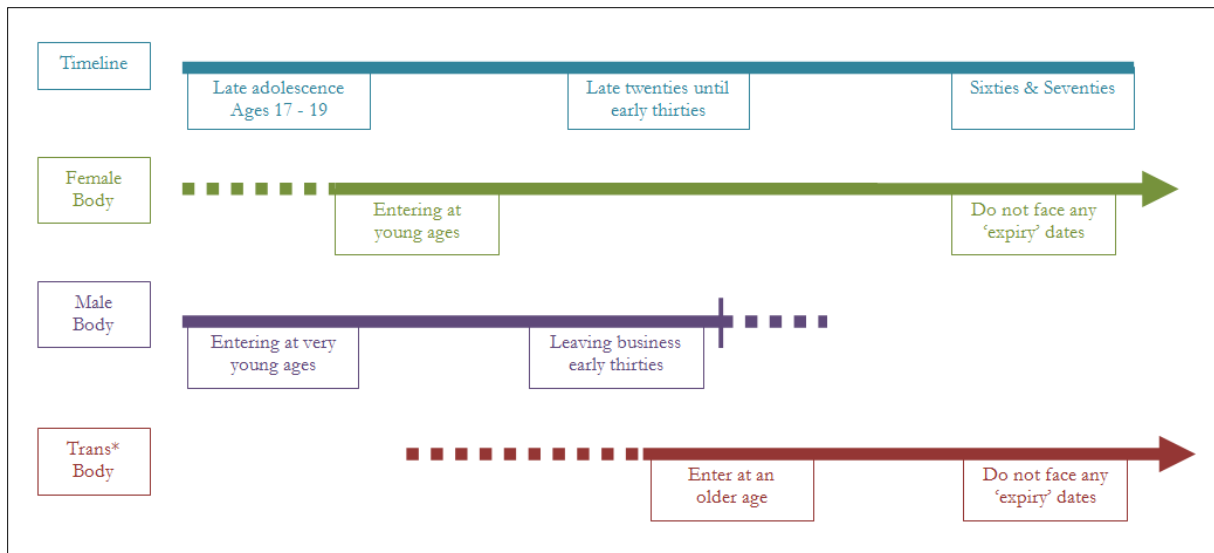 Timeline
Late adolescence
Ages 17 - 19
Late twenties until
early thirties
Sixties & Seventies
Female
Body
Entering at
young ages
Do not face any
‘expiry’ dates
Male
Body
Entering at very
young ages
Leaving business
early thirties
Trans*
Body
Enter at an
older age
Do not face any
‘expiry’ dates